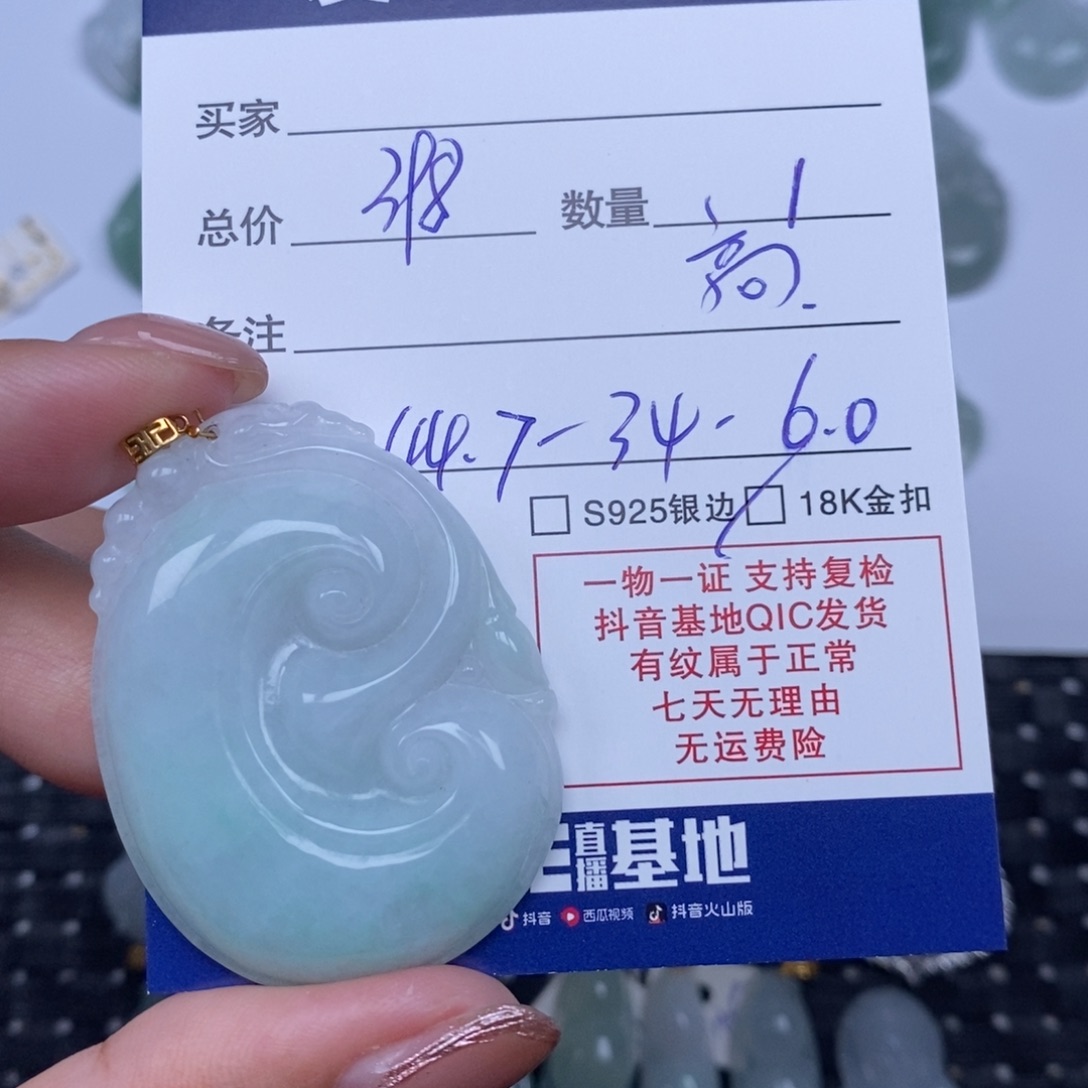 买家
总价 398 数量 1
高
备注
44.7-34-6.0
S925银边 18K金扣
一物一证 支持复检
抖音基地QIC发货
有纹属于正常
七天无理由
无运费险
直播基地
抖音 西瓜视频 抖音火山版